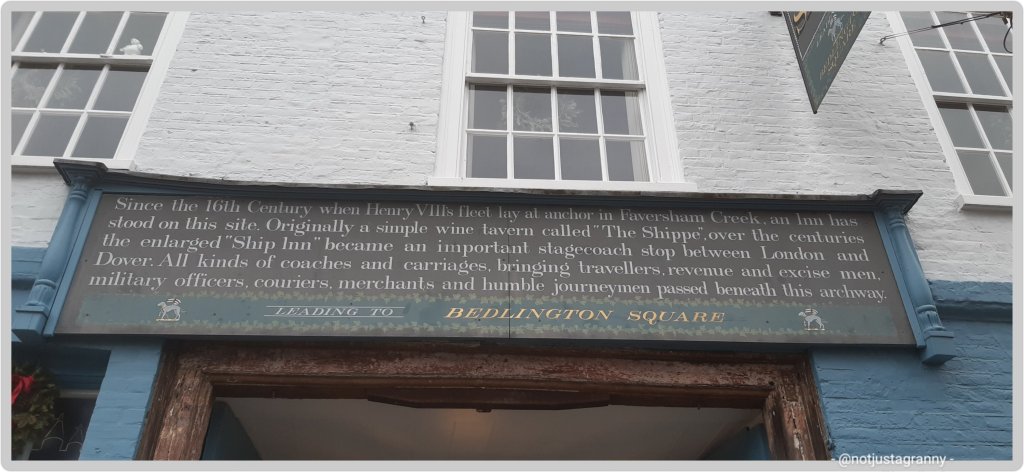 Since the 16th Century when Henry VIII's fleet lay at anchor in Faversham Creek, an Inn has
stood on this site. Originally a simple wine tavern called "The Shippe", over the centuries
the enlarged "Ship Inn" became an important stagecoach stop between London and
Dover. All kinds of coaches and carriages, bringing travellers, revenue and excise men,
military officers, couriers, merchants and humble journeymen passed beneath this archway.
LEADING TO BEDLINGTON SQUARE
- @notjustagranny -